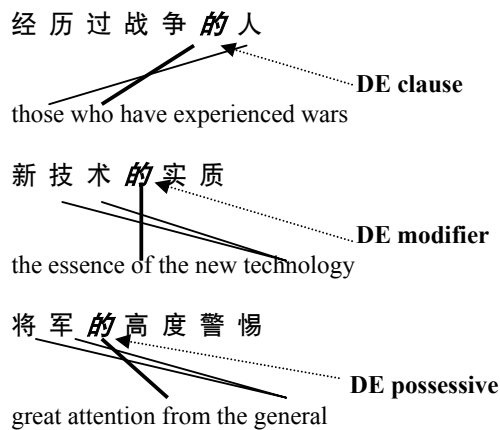 经历过战争的人
DE clause
those who have experienced wars
新技术的实质
DE modifier
the essence of the new technology
将军的高度警惕
DE possessive
great attention from the general